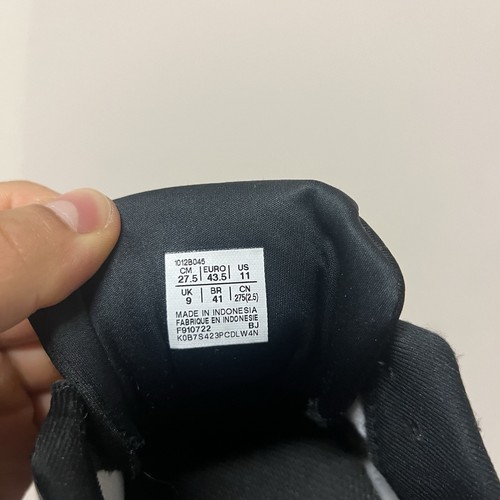 1012B045
CM EURO US
27.5 43.5 11
UK BR CN
9 41 275(2.5)
MADE IN INDONESIA
FABRIQUE EN INDONESIE
F910722 BJ
K0B7S423PCDLW4N